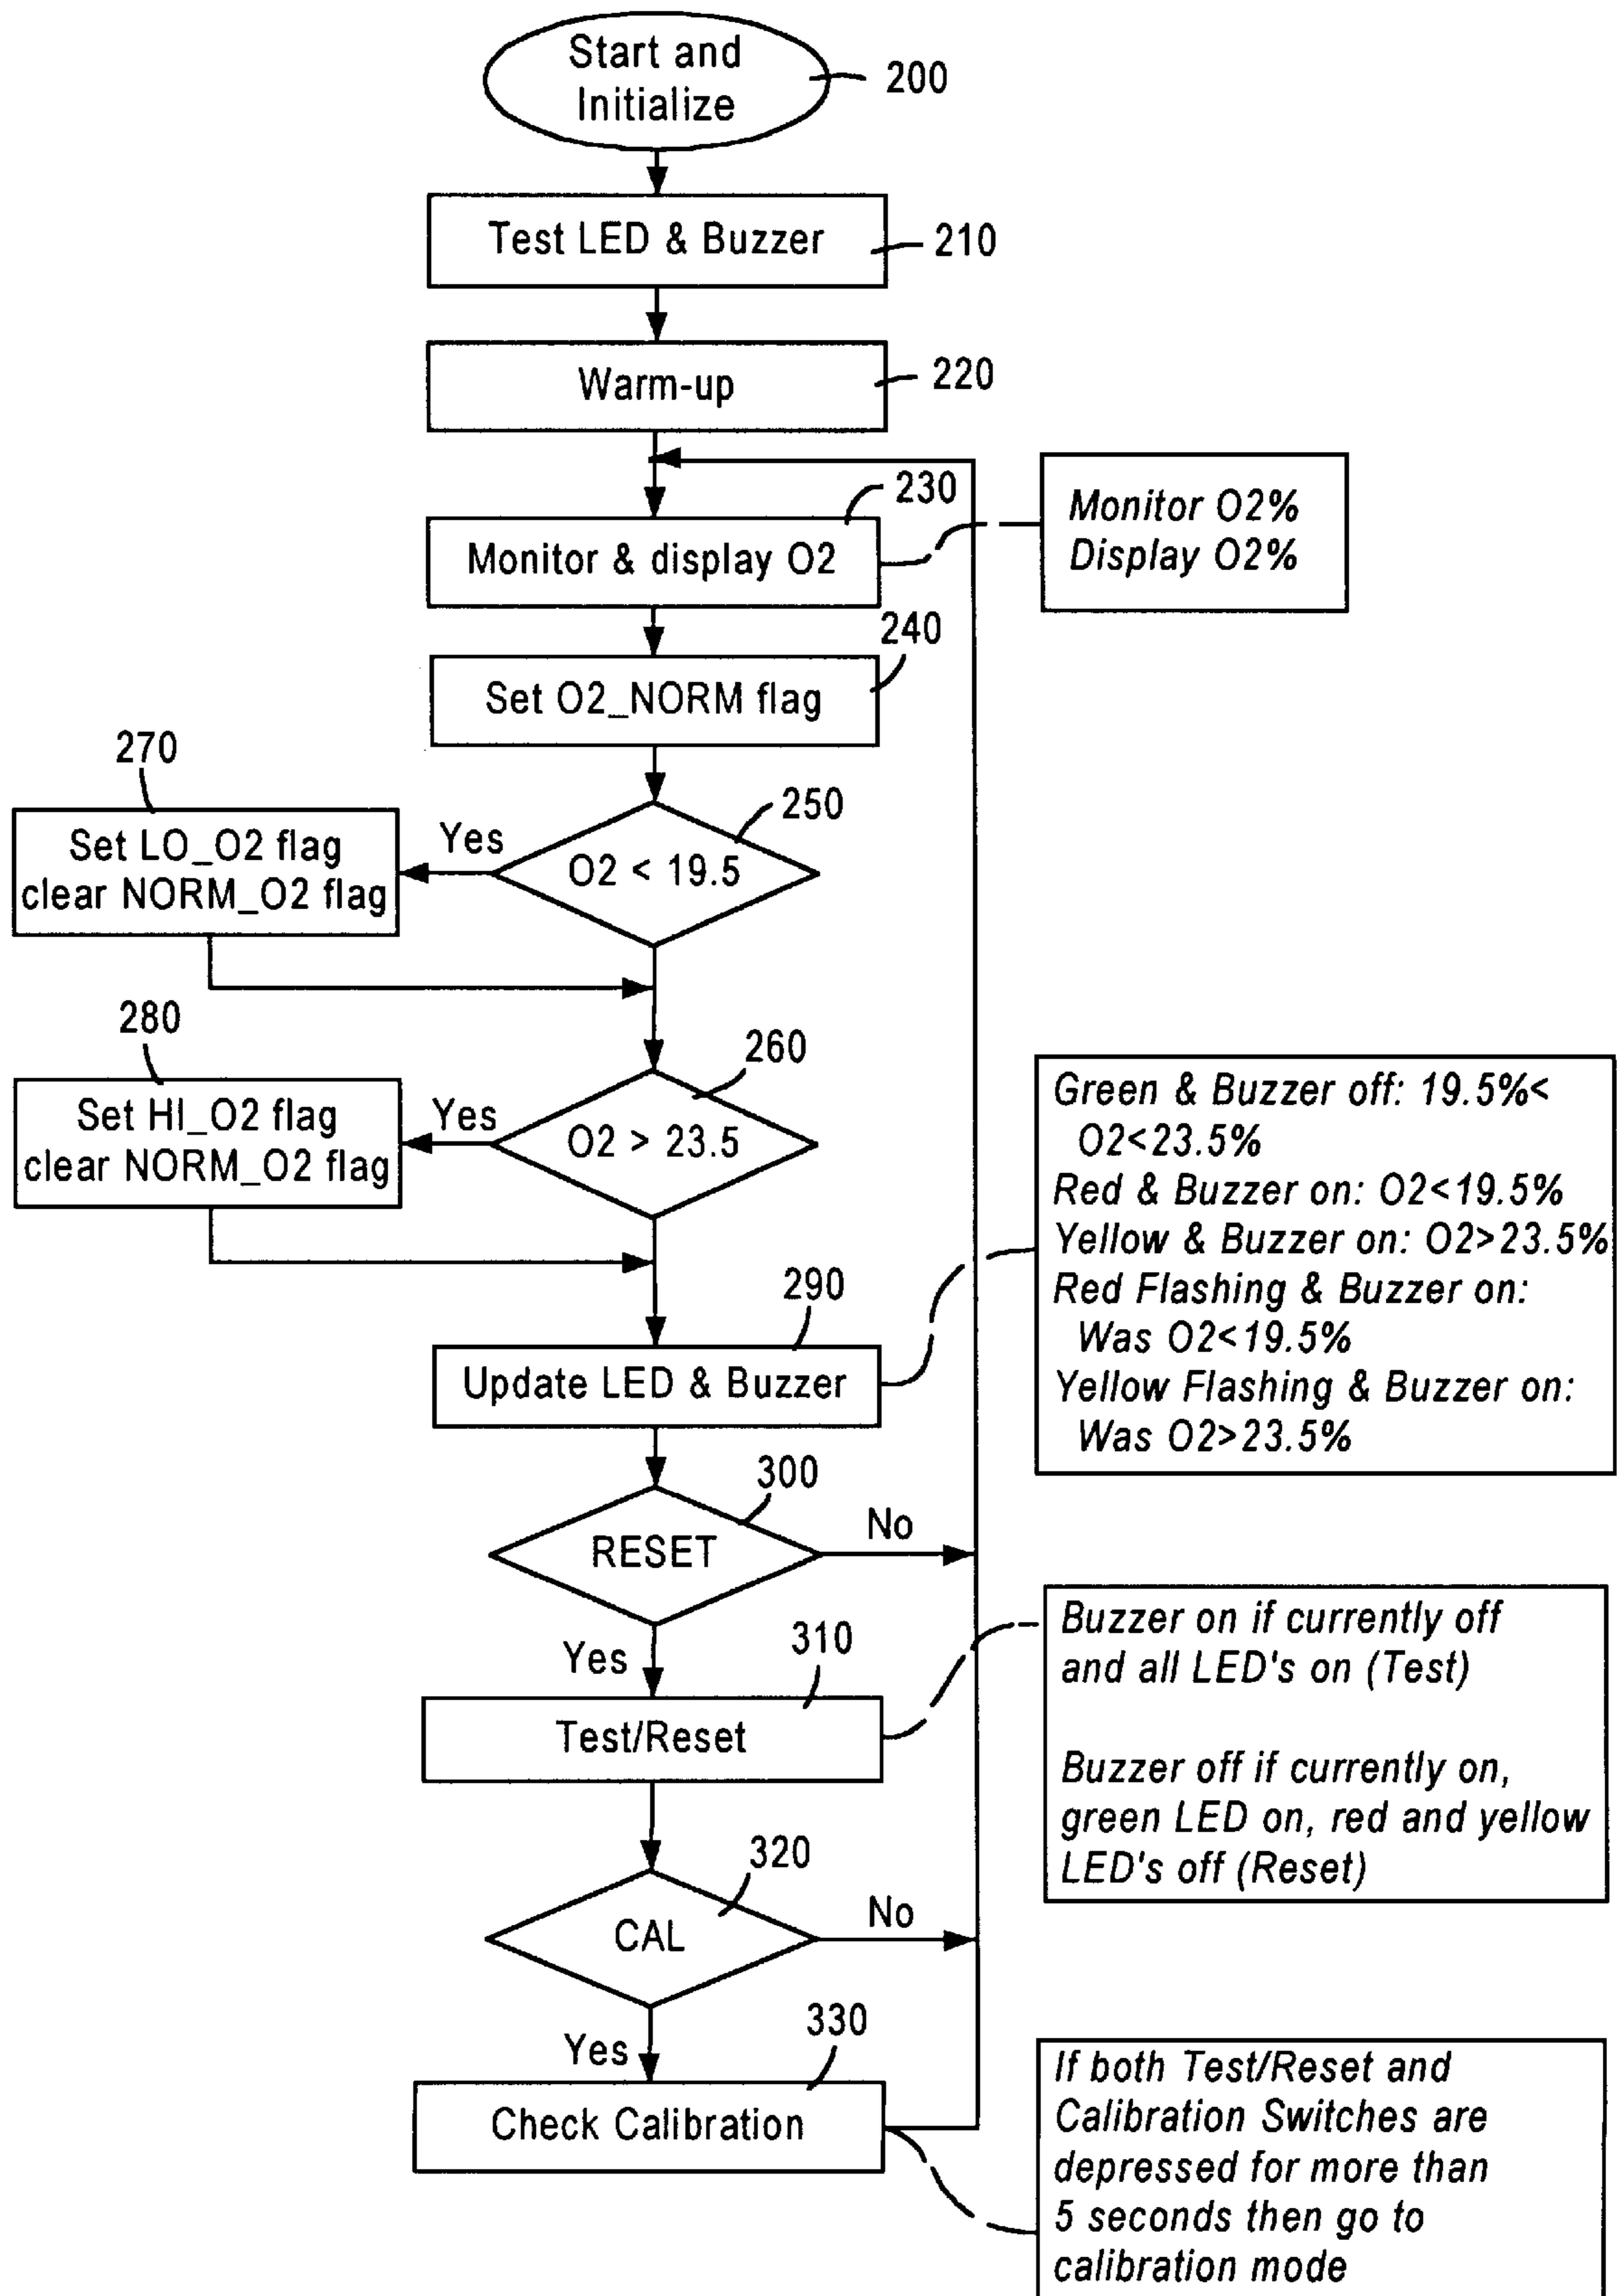 Start and
Initialize
200
Test LED & Buzzer
210
Warm-up
220
230
Monitor & display O2
Monitor O2%
Display O2%
240
Set O2_NORM flag
270
250
Set LO_O2 flag
clear NORM_O2 flag
Yes
O2 < 19.5
280
260
Set HI_O2 flag
clear NORM_O2 flag
Yes
O2 > 23.5
Green & Buzzer off: 19.5%<
O2<23.5%
Red & Buzzer on: O2<19.5%
Yellow & Buzzer on: O2>23.5%
Red Flashing & Buzzer on:
Was O2<19.5%
Yellow Flashing & Buzzer on:
Was O2>23.5%
290
Update LED & Buzzer
300
RESET
No
Yes
310
Test/Reset
Buzzer on if currently off
and all LED's on (Test)
Buzzer off if currently on,
green LED on, red and yellow
LED's off (Reset)
320
CAL
No
Yes
330
Check Calibration
If both Test/Reset and
Calibration Switches are
depressed for more than
5 seconds then go to
calibration mode